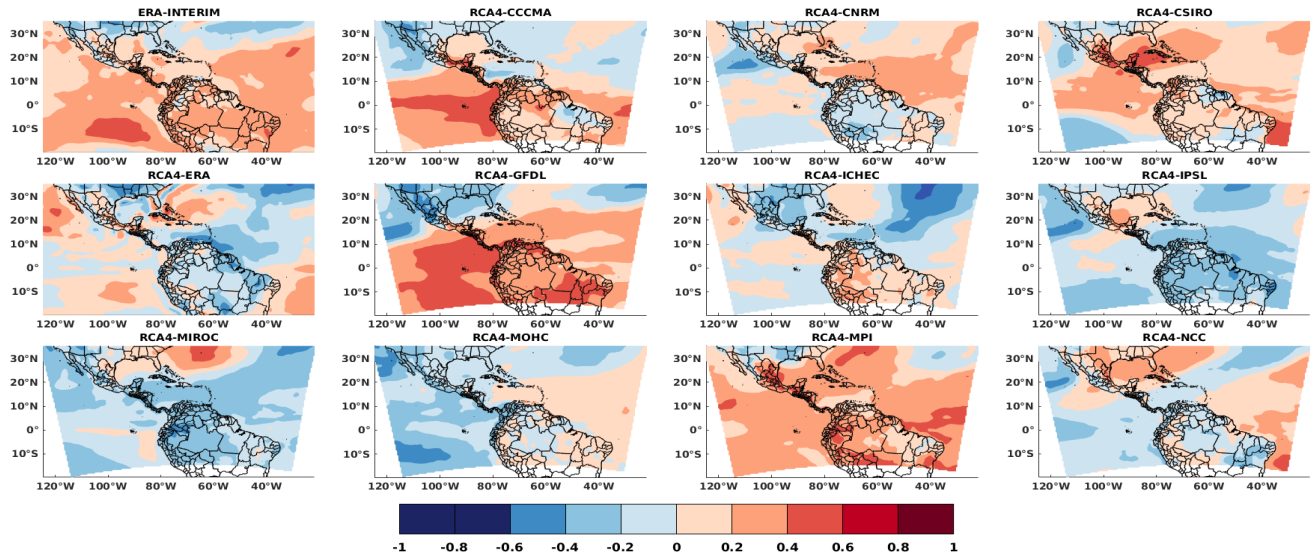 ERA-INTERIM RCA4-CCCMA RCA4-CNRM RCA4-CSIRO
30°N 30°N 30°N 30°N
20°N 20°N 20°N 20°N
10°N 10°N 10°N 10°N
0° 0° 0° 0°
10°S 10°S 10°S 10°S
120°W 100°W 80°W 60°W 40°W 120°W 100°W 80°W 60°W 40°W 120°W 100°W 80°W 60°W 40°W 120°W 100°W 80°W 60°W 40°W
RCA4-ERA RCA4-GFDL RCA4-ICHEC RCA4-IPSL
30°N 30°N 30°N 30°N
20°N 20°N 20°N 20°N
10°N 10°N 10°N 10°N
0° 0° 0° 0°
10°S 10°S 10°S 10°S
120°W 100°W 80°W 60°W 40°W 120°W 100°W 80°W 60°W 40°W 120°W 100°W 80°W 60°W 40°W 120°W 100°W 80°W 60°W 40°W
RCA4-MIROC RCA4-MOHC RCA4-MPI RCA4-NCC
30°N 30°N 30°N 30°N
20°N 20°N 20°N 20°N
10°N 10°N 10°N 10°N
0° 0° 0° 0°
10°S 10°S 10°S 10°S
120°W 100°W 80°W 60°W 40°W 120°W 100°W 80°W 60°W 40°W 120°W 100°W 80°W 60°W 40°W 120°W 100°W 80°W 60°W 40°W
-1 -0.8 -0.6 -0.4 -0.2 0 0.2 0.4 0.6 0.8 1